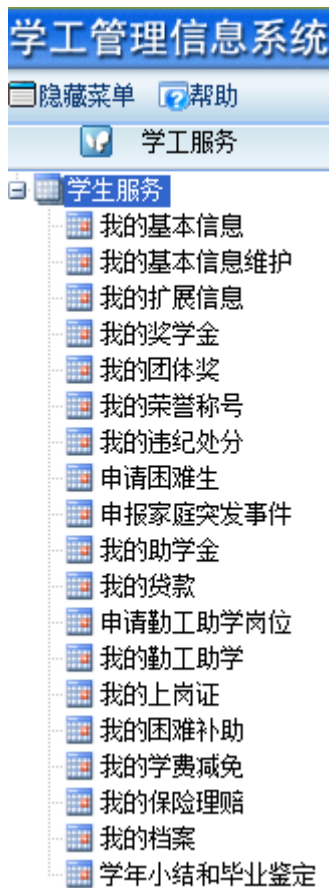 学工管理信息系统
隐藏菜单 帮助
学工服务
学生服务
我的基本信息
我的基本信息维护
我的扩展信息
我的奖学金
我的团体奖
我的荣誉称号
我的违纪处分
申请困难生
申报家庭突发事件
我的助学金
我的贷款
申请勤工助学岗位
我的勤工助学
我的上岗证
我的困难补助
我的学费减免
我的保险理赔
我的档案
学年小结和毕业鉴定